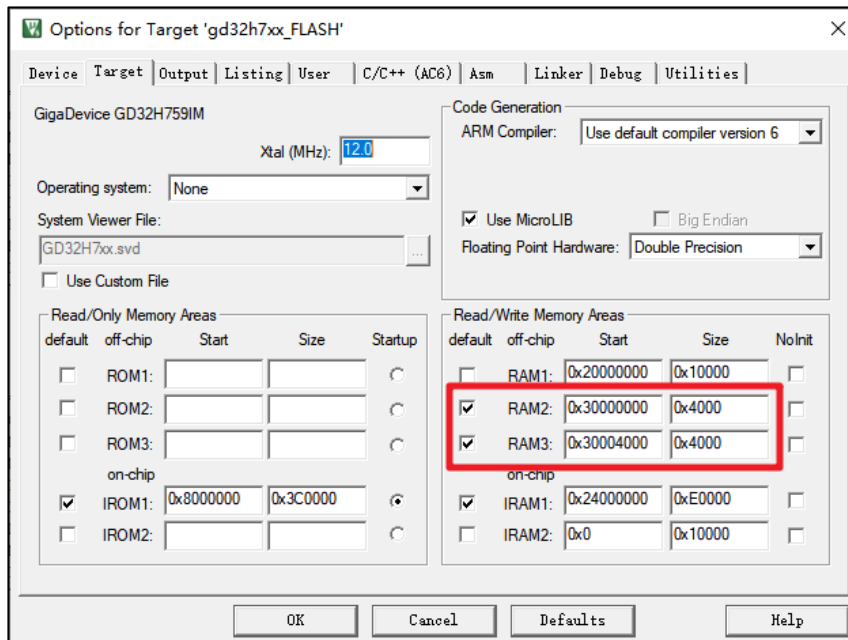 Options for Target 'gd32h7xx_FLASH'
Device Target Output Listing User C/C++ (AC6) Asm Linker Debug Utilities
GigaDevice GD32H759IM
Xtal (MHz): 12.0
Operating system: None
System Viewer File:
GD32H7xx.svd ...
Use Custom File
Code Generation
ARM Compiler: Use default compiler version 6
Use MicroLIB Big Endian
Floating Point Hardware: Double Precision
Read/Only Memory Areas
default off-chip Start Size Startup
ROM1:
ROM2:
ROM3:
on-chip
IROM1: 0x8000000 0x3C0000
IROM2:
Read/Write Memory Areas
default off-chip Start Size NoInit
RAM1: 0x20000000 0x10000
RAM2: 0x30000000 0x4000
RAM3: 0x30004000 0x4000
on-chip
IRAM1: 0x24000000 0xE0000
IRAM2: 0x0 0x10000
OK Cancel Defaults Help